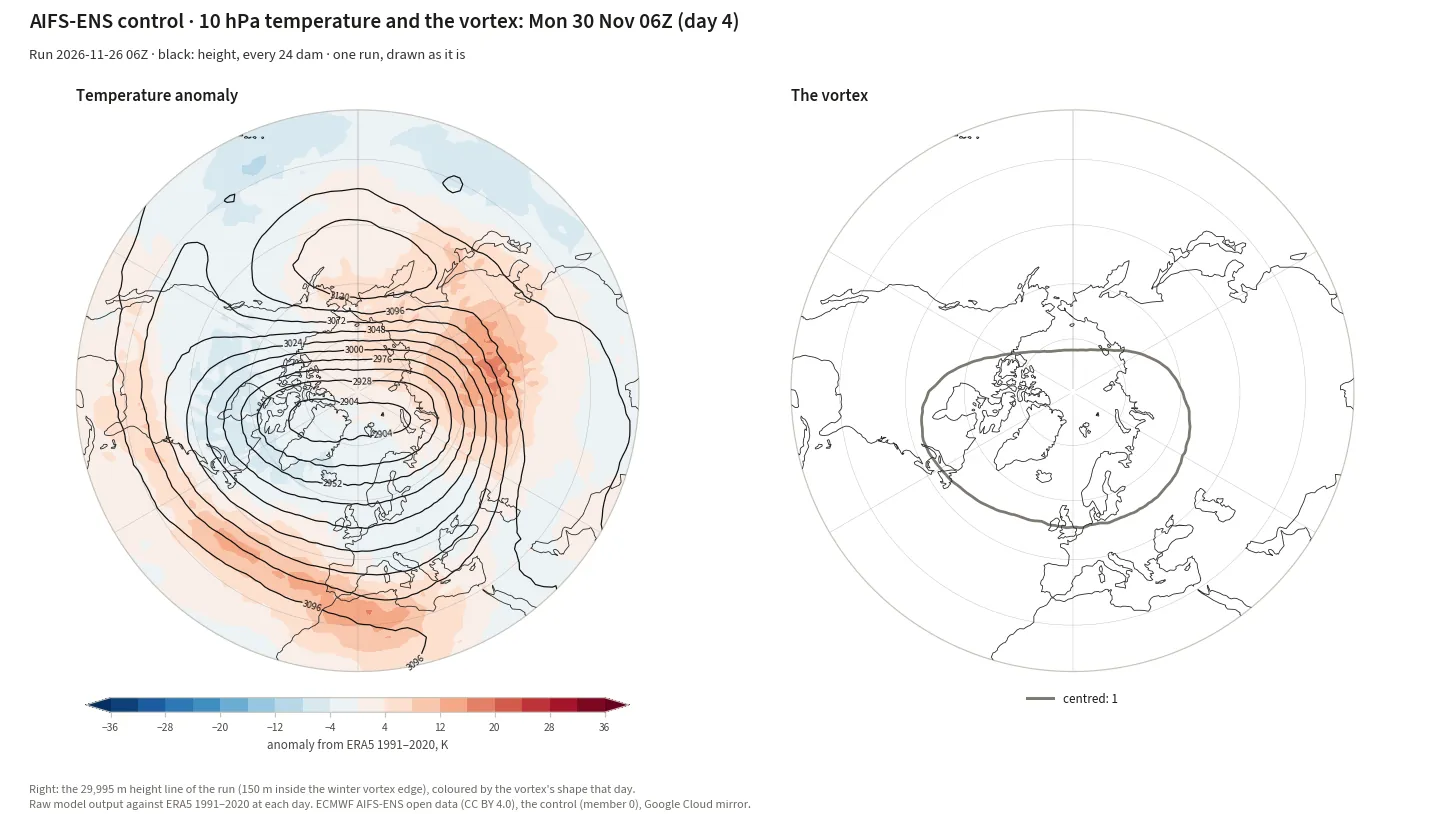 AIFS-ENS control · 10 hPa temperature and the vortex: Mon 30 Nov 06Z (day 4)
Run 2026-11-26 06Z · black: height, every 24 dam · one run, drawn as it is
Temperature anomaly
The vortex
3120
3096
3072
3048
3024
3000
2976
2928
2904
2904
2952
3096
3096
−36
−28
−20
−12
−4
4
12
20
28
36
anomaly from ERA5 1991–2020, K
centred: 1
Right: the 29,995 m height line of the run (150 m inside the winter vortex edge), coloured by the vortex's shape that day.
Raw model output against ERA5 1991–2020 at each day. ECMWF AIFS-ENS open data (CC BY 4.0), the control (member 0), Google Cloud mirror.